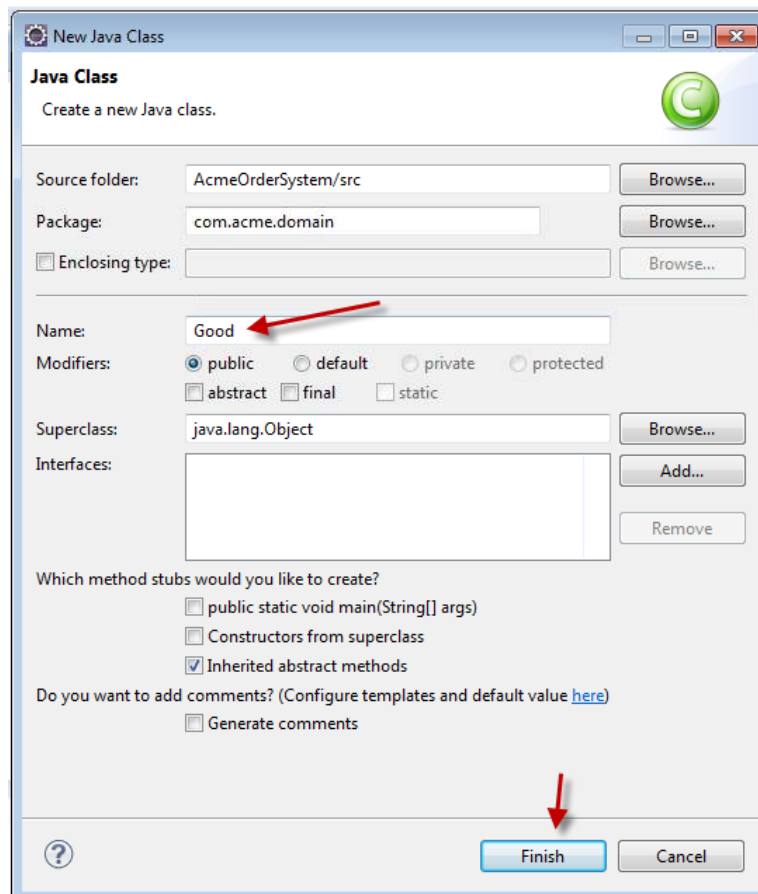 New Java Class
Java Class
Create a new Java class.
C
Source folder: AcmeOrderSystem/src Browse...
Package: com.acme.domain Browse...
Enclosing type: Browse...
Name: Good
Modifiers: public default private protected
abstract final static
Superclass: java.lang.Object Browse...
Interfaces: Add...
Remove
Which method stubs would you like to create?
public static void main(String[] args)
Constructors from superclass
Inherited abstract methods
Do you want to add comments? (Configure templates and default value here)
Generate comments
? Finish Cancel